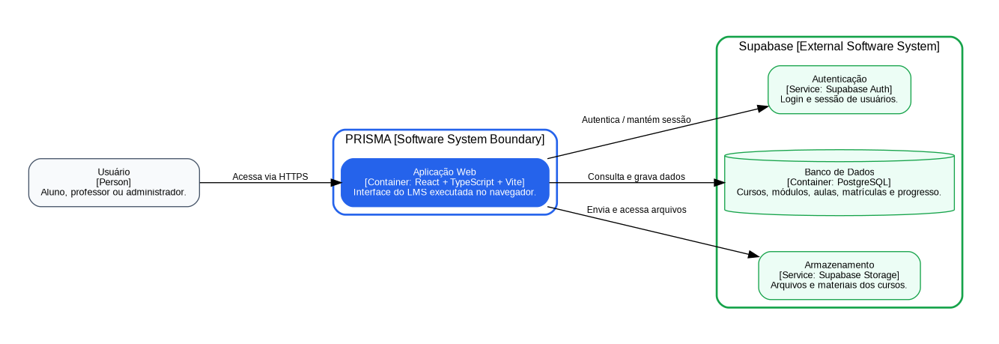 Usuário
[Person]
Aluno, professor ou administrador.
Acessa via HTTPS
PRISMA [Software System Boundary]
Aplicação Web
[Container: React + TypeScript + Vite]
Interface do LMS executada no navegador.
Autentica / mantém sessão
Consulta e grava dados
Envia e acessa arquivos
Supabase [External Software System]
Autenticação
[Service: Supabase Auth]
Login e sessão de usuários.
Banco de Dados
[Container: PostgreSQL]
Cursos, módulos, aulas, matrículas e progresso.
Armazenamento
[Service: Supabase Storage]
Arquivos e materiais dos cursos.